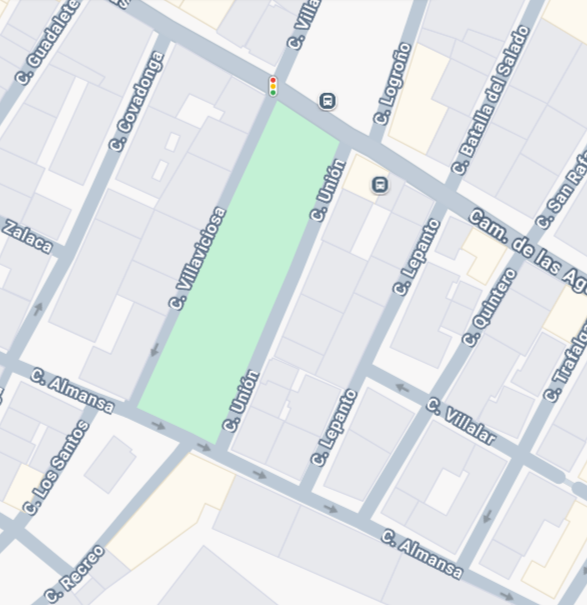 C. Guadalete
C. Villa
C. Logroño
C. Covadonga
C. Batalla del Salado
C. Unión
C. San Ra
Zalaca
C. Villaviciosa
C. Lepanto
Cam. de las Ag
C. Quintero
C. Trafalg
C. Almansa
C. Unión
C. Villalar
C. Lepanto
C. Los Santos
C. Almansa
C. Recreo